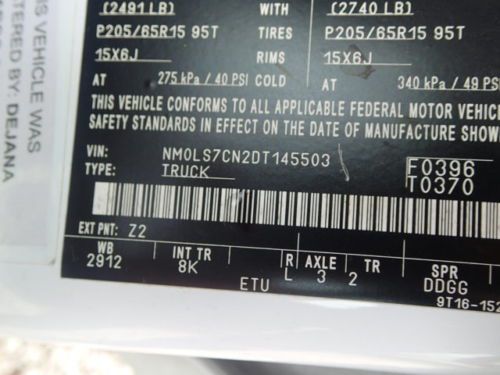 (2491 LB) (2740 LB)
P205/65R15 95T TIRES P205/65R15 95T
15X6J RIMS 15X6J
AT 275 kPa / 40 PSI COLD AT 340 kPa / 49 PSI
THIS VEHICLE CONFORMS TO ALL APPLICABLE FEDERAL MOTOR VEHIC
SAFETY STANDARDS IN EFFECT ON THE DATE OF MANUFACTURE SHOW
VIN: NM0LS7CN2DT145503 F0396
TYPE: TRUCK T0370
EXT PNT: Z2
WB INT TR R AXLE TR SPR
2912 8K L 3 2 DDGG
ETU 9T16-152
IS VEHICLE WAS
TERED BY: DEJANA